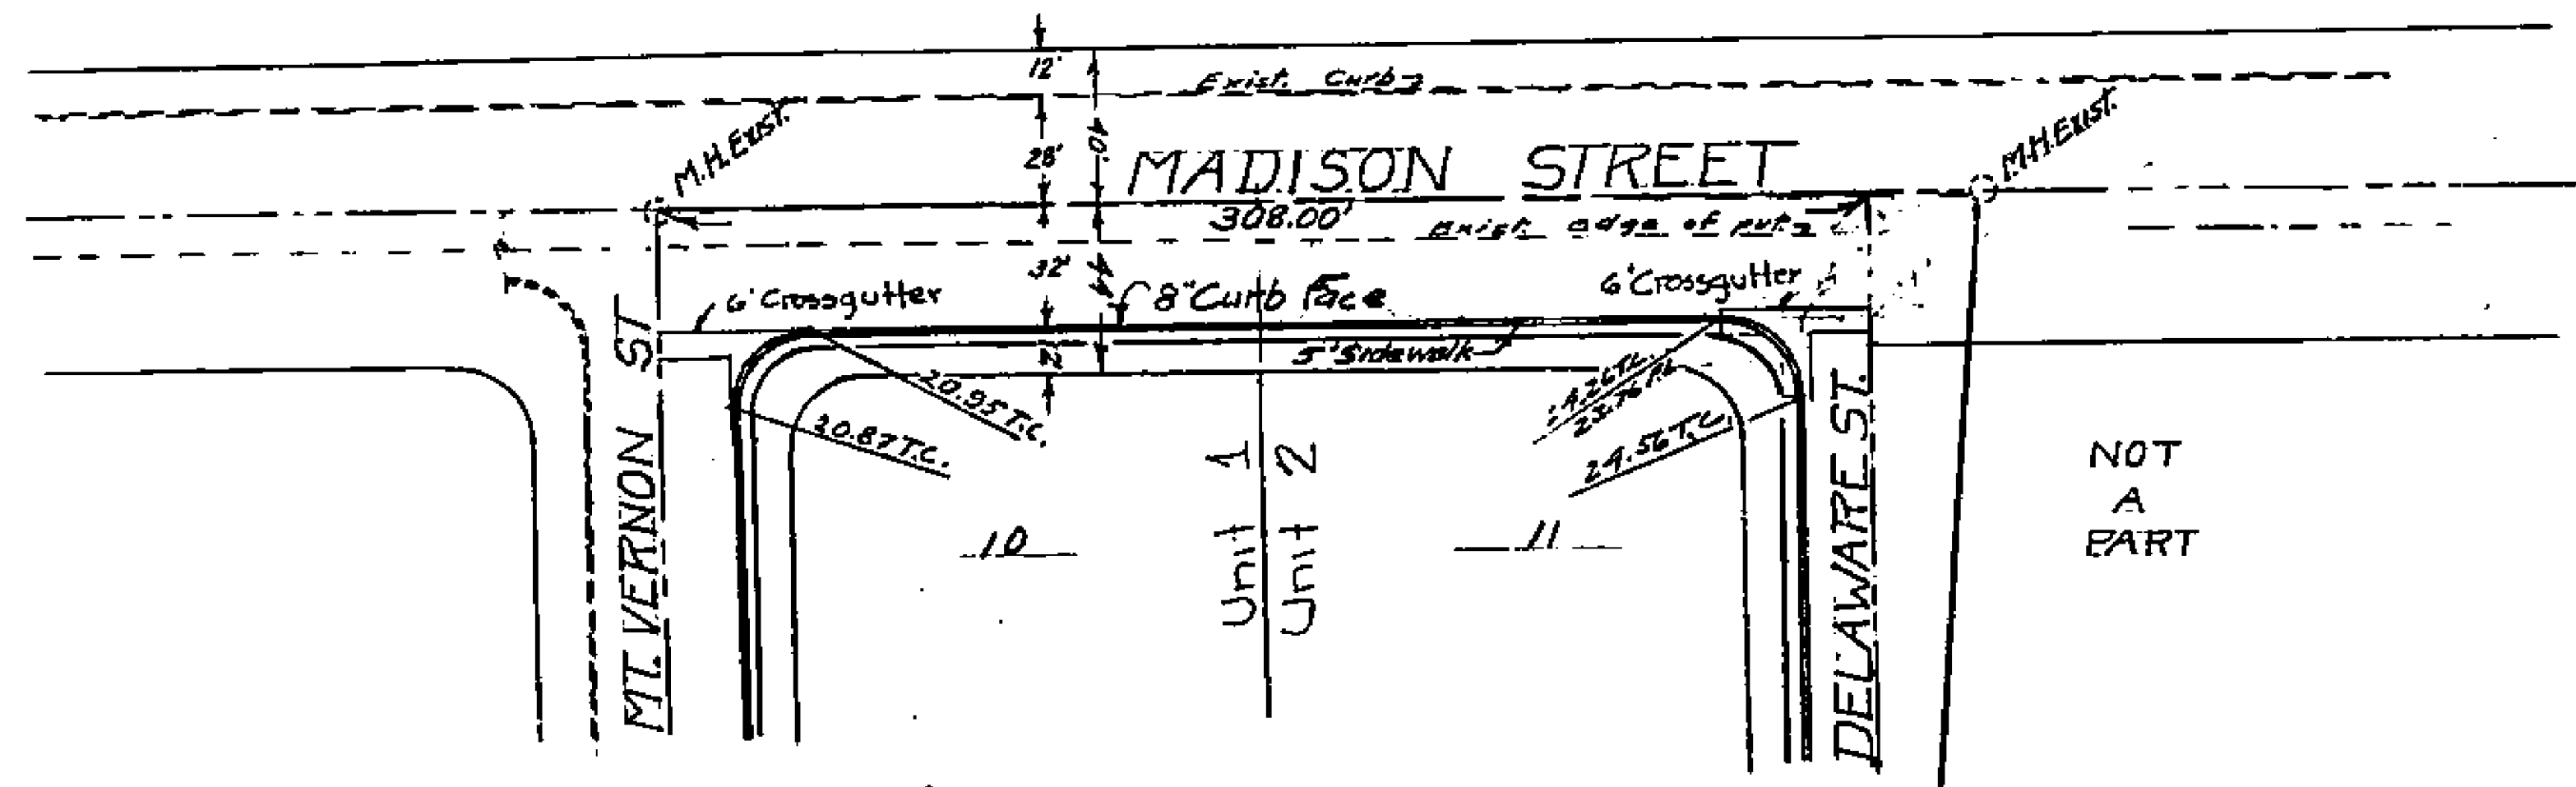 12'
Exist. Curb
M.H. Exist.
28'
40'
MADISON STREET
M.H. Exist.
308.00'
exist. edge of pvt.
32'
6' Crossgutter
8" Curb Face
6' Crossgutter
12'
5' Sidewalk
20.95 T.C.
20.87 T.C.
24.56 T.C.
MT. VERNON ST
DELAWARE ST.
10
Unit 1
Unit 2
11
NOT
A
PART